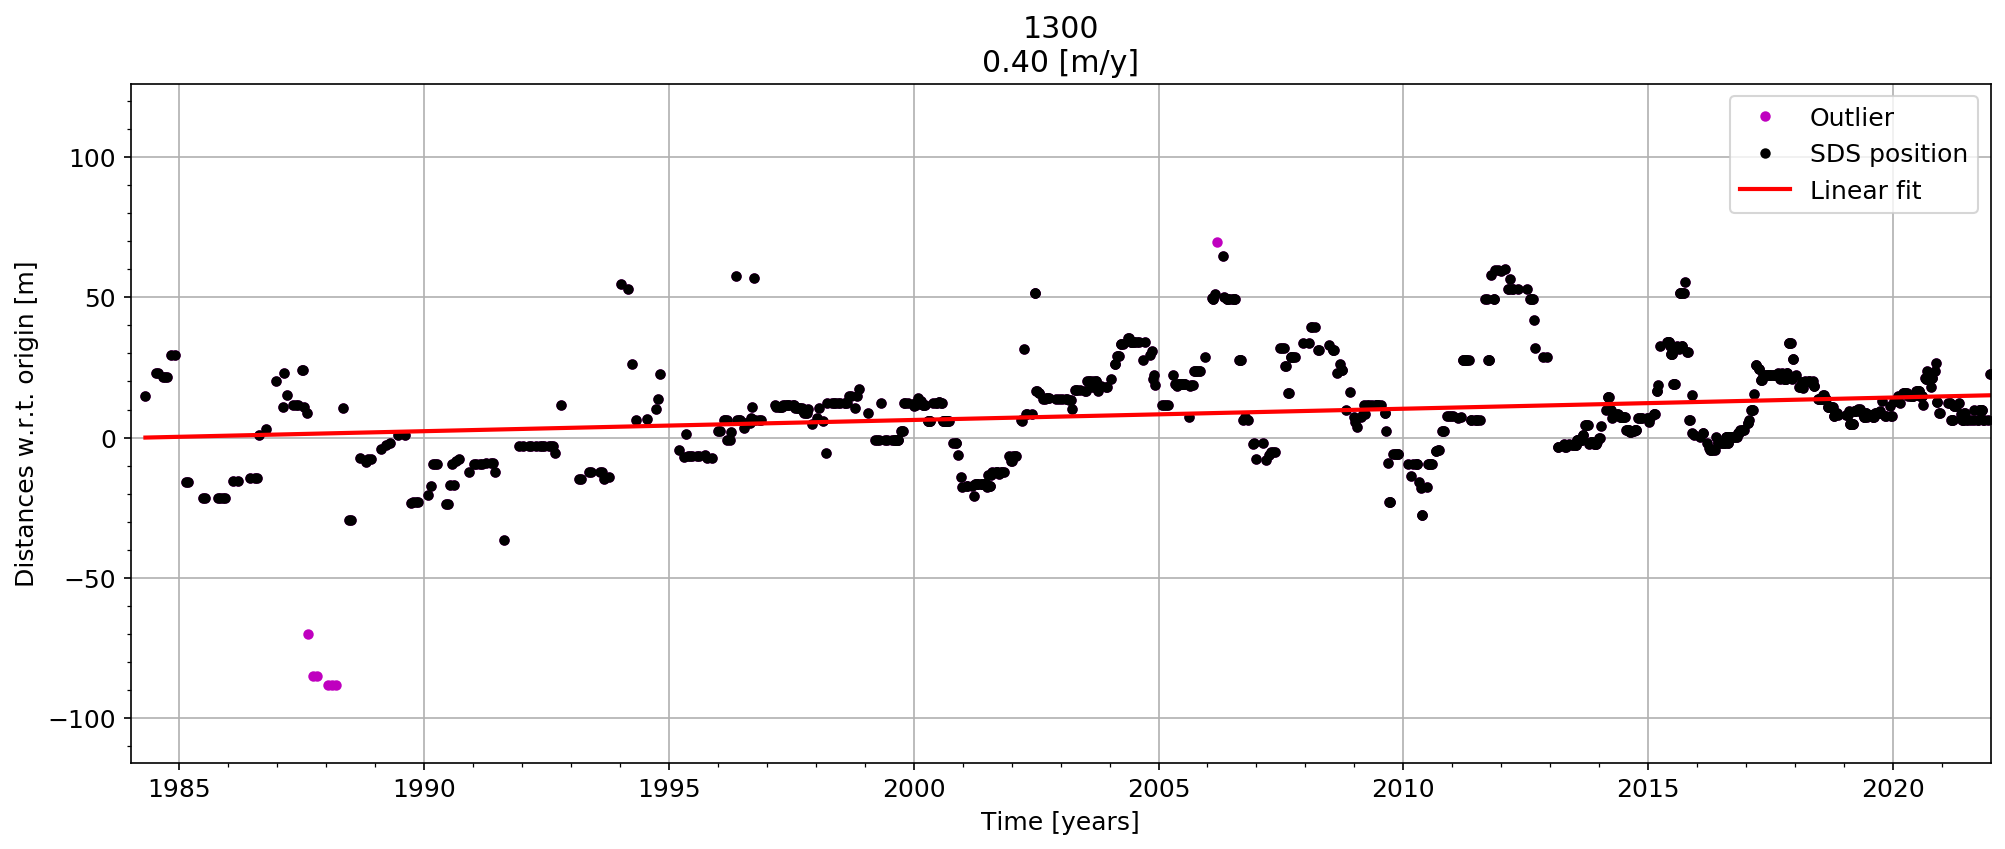 1300
0.40 [m/y]
Outlier
SDS position
Linear fit
Distances w.r.t. origin [m]
100
50
0
−50
−100
1985 1990 1995 2000 2005 2010 2015 2020
Time [years]